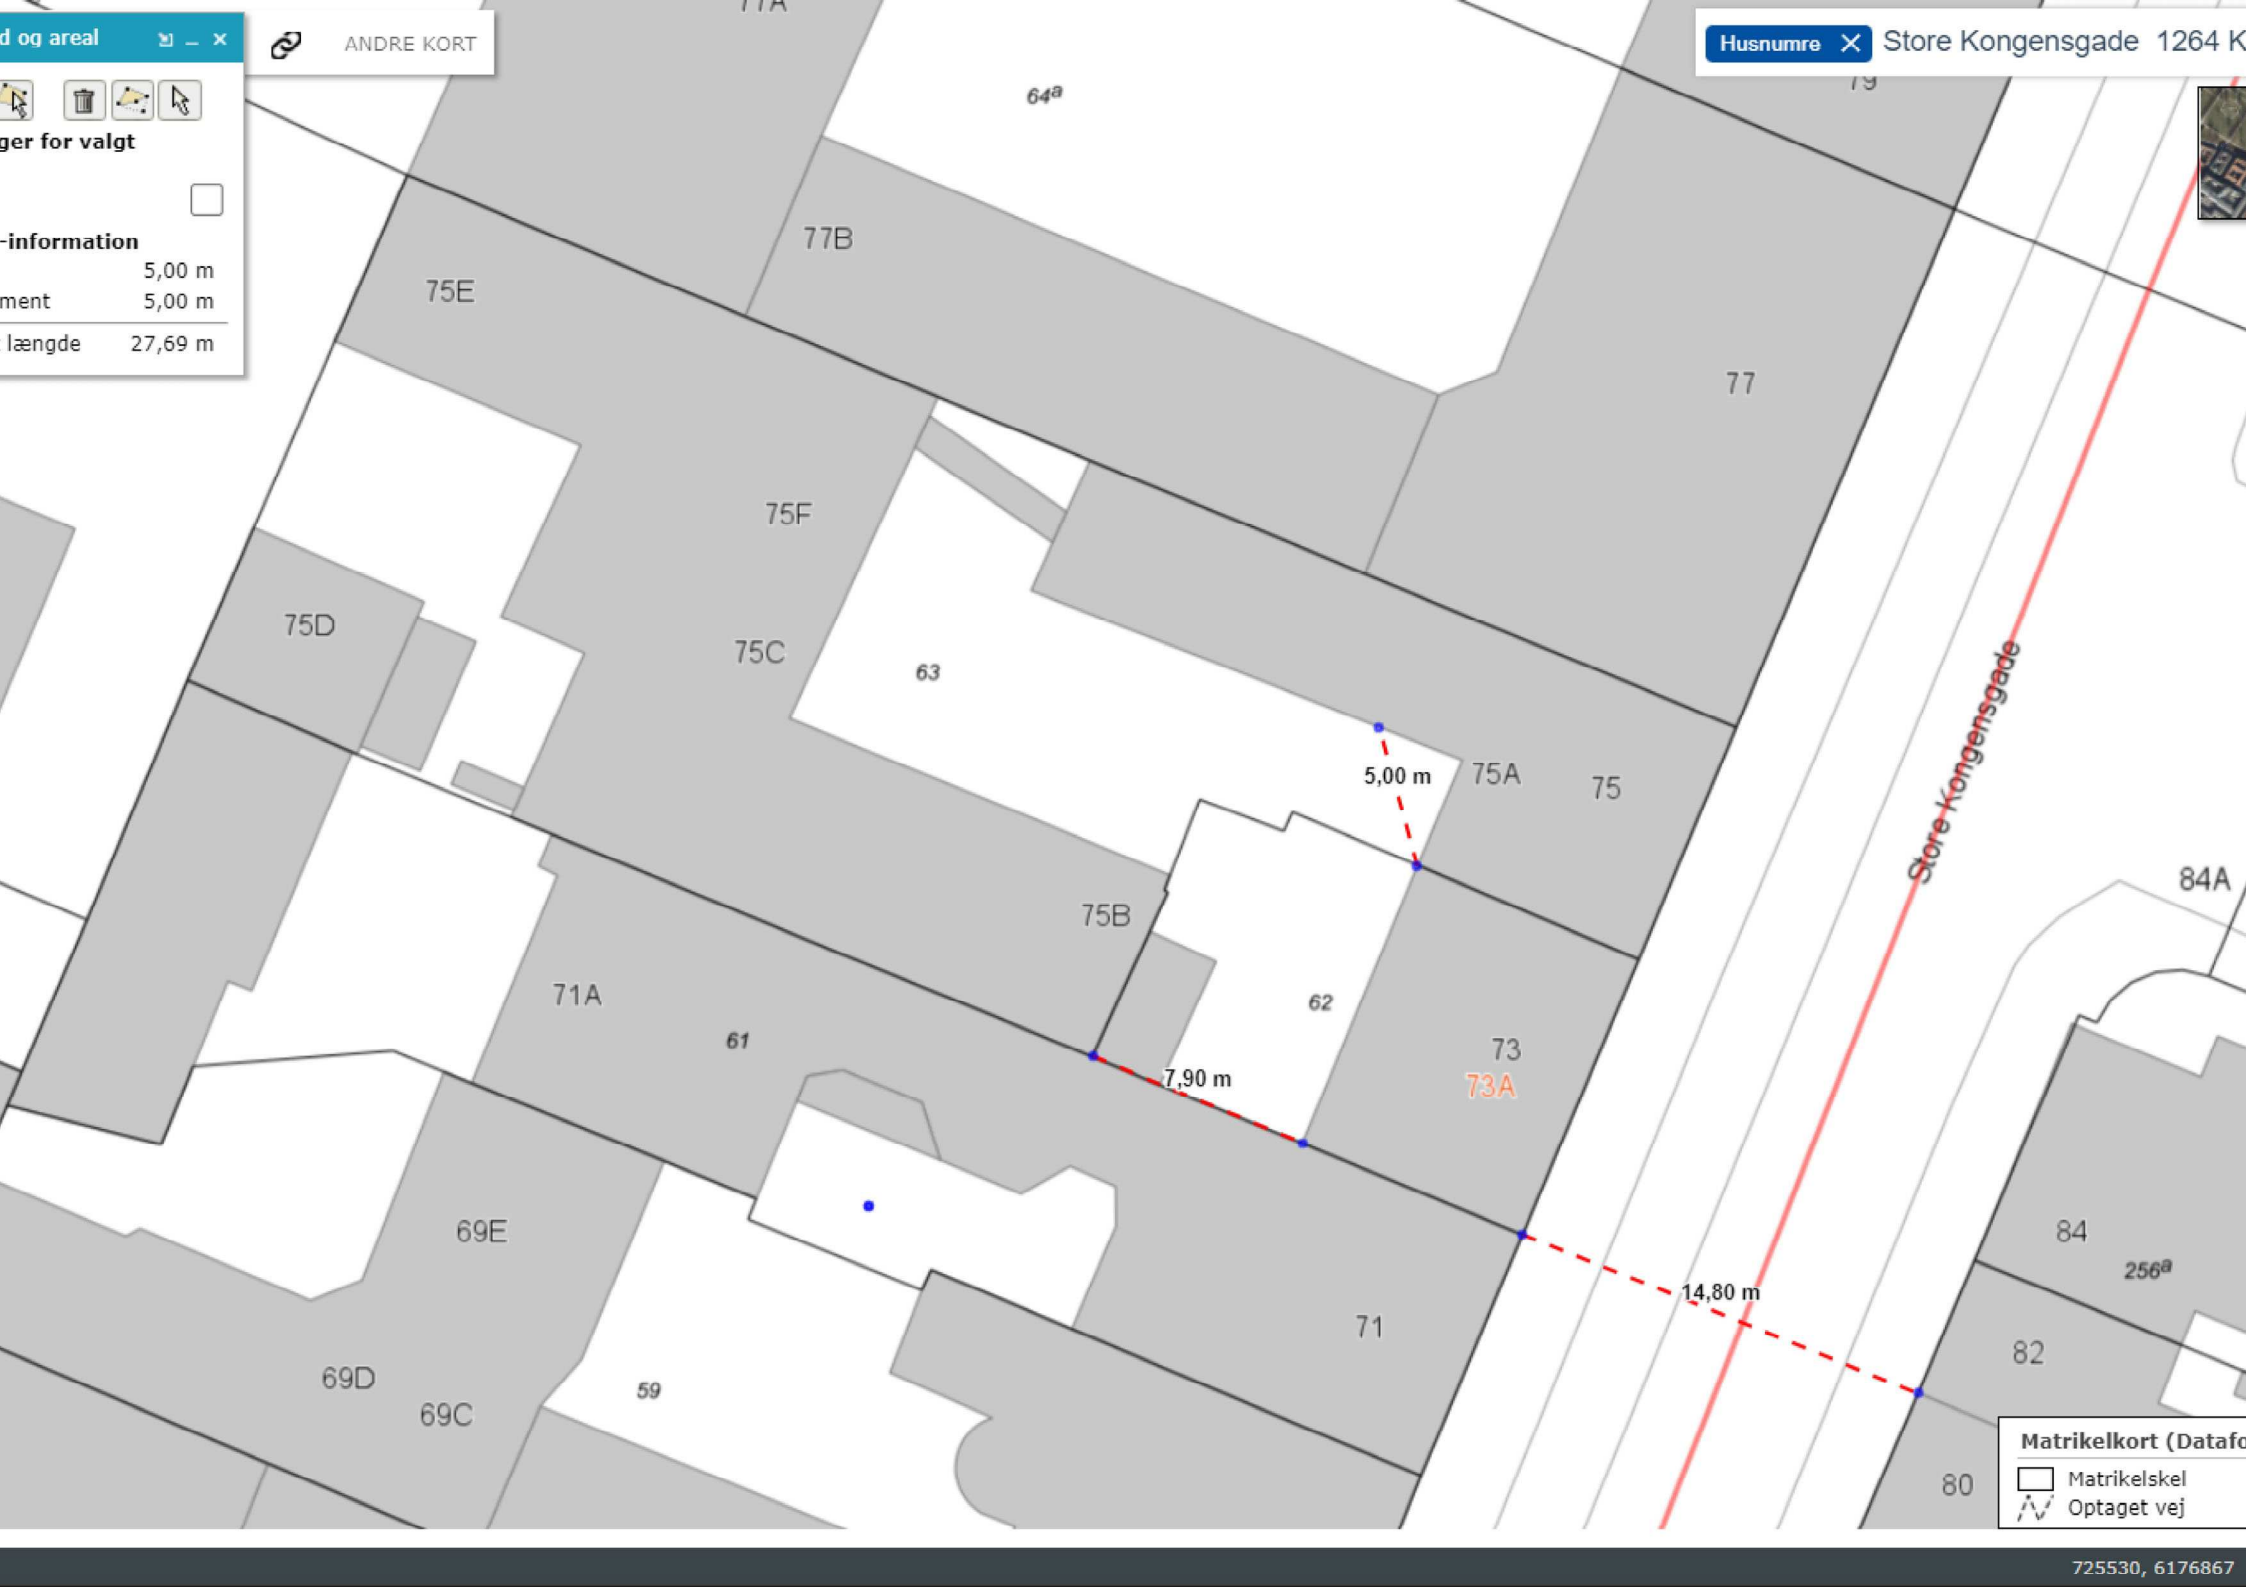 d og areal
ANDRE KORT
Husnumre
Store Kongensgade 1264 K
ger for valgt
-information
5,00 m
ment 5,00 m
længde 27,69 m
77A
64a
79
77B
75E
77
75F
75D
75C
63
5,00 m
75A
75
Store Kongensgade
84A
75B
71A
62
61
73
7,90 m
73A
69E
84
256a
14,80 m
71
82
69D
59
69C
80
Matrikelkort (Datafo
Matrikelskel
Optaget vej
725530, 6176867